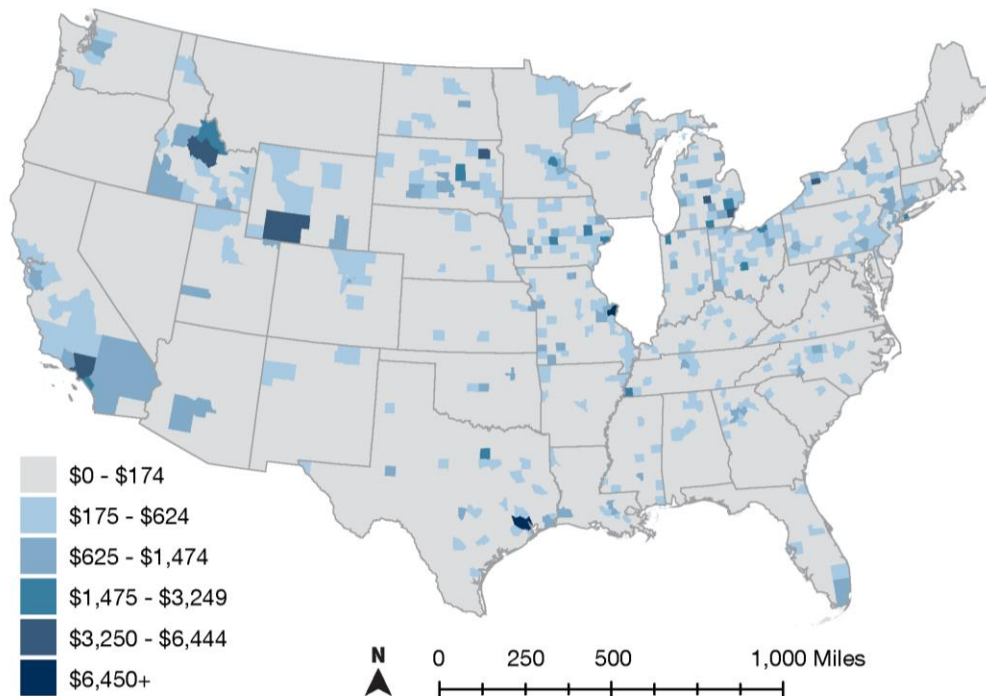 $0 - $174
$175 - $624
$625 - $1,474
$1,475 - $3,249
$3,250 - $6,444
$6,450+
N
0 250 500 1,000 Miles